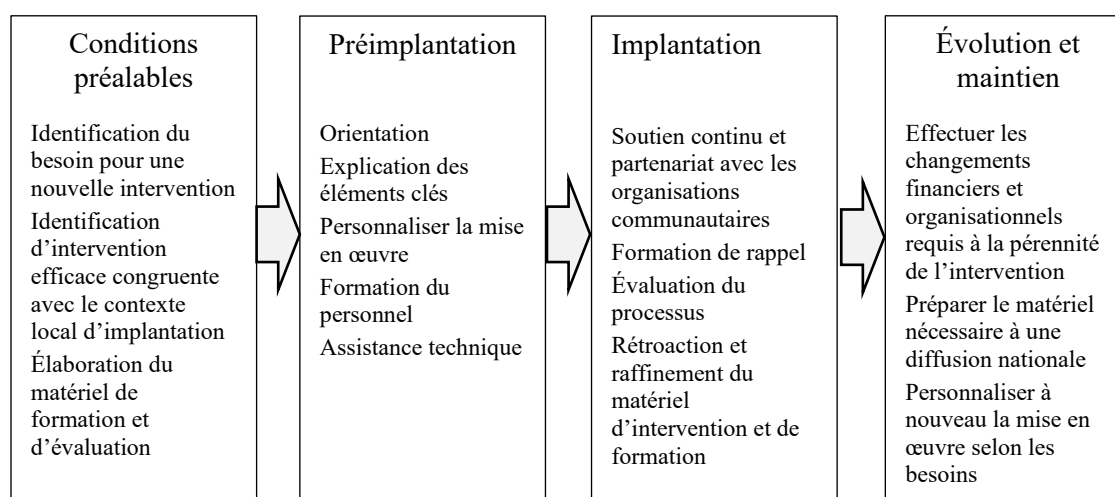 Conditions
préalables
Identification du
besoin pour une
nouvelle intervention
Identification
d’intervention
efficace congruente
avec le contexte
local d’implantation
Élaboration du
matériel de
formation et
d’évaluation
Préimplantation
Orientation
Explication des
éléments clés
Personnaliser la mise
en œuvre
Formation du
personnel
Assistance technique
Implantation
Soutien continu et
partenariat avec les
organisations
communautaires
Formation de rappel
Évaluation du
processus
Rétroaction et
raffinement du
matériel
d’intervention et de
formation
Évolution et
maintien
Effectuer les
changements
financiers et
organisationnels
requis à la pérennité
de l’intervention
Préparer le matériel
nécessaire à une
diffusion nationale
Personnaliser à
nouveau la mise en
œuvre selon les
besoins